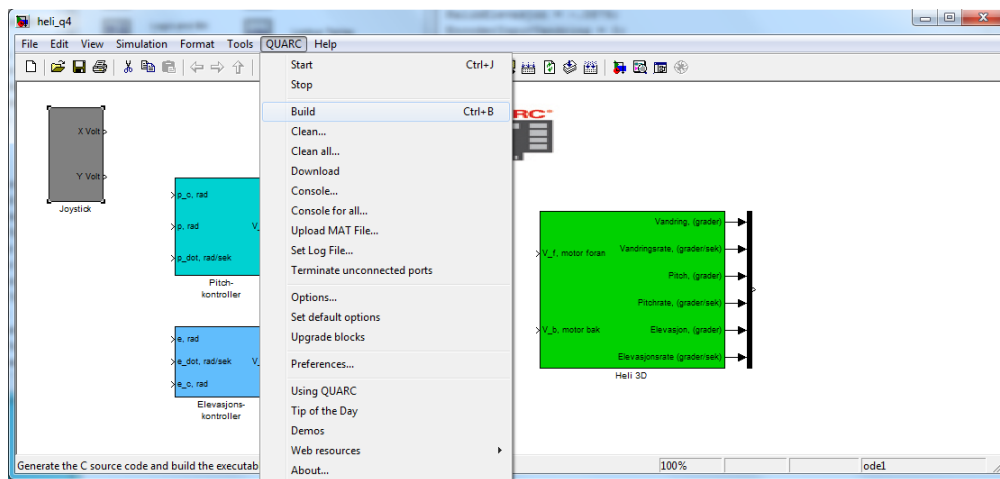 heli_q4
File Edit View Simulation Format Tools QUARC Help
Start Ctrl+J
Stop
Build Ctrl+B
Clean...
Clean all...
Download
Console...
Console for all...
Upload MAT File...
Set Log File...
Terminate unconnected ports
Options...
Set default options
Upgrade blocks
Preferences...
Using QUARC
Tip of the Day
Demos
Web resources
About...
X Volt
Y Volt
Joystick
p_c, rad
p, rad V_
p_dot, rad/sek
Pitch-
kontroller
e, rad
e_dot, rad/sek V_
e_c, rad
Elevasjons-
kontroller
RC
V_f, motor foran
V_b, motor bak
Vandring, (grader)
Vandringsrate, (grader/sek)
Pitch, (grader)
Pitchrate, (grader/sek)
Elevasjon, (grader)
Elevasjonsrate (grader/sek)
Heli 3D
Generate the C source code and build the executab
100%
ode1